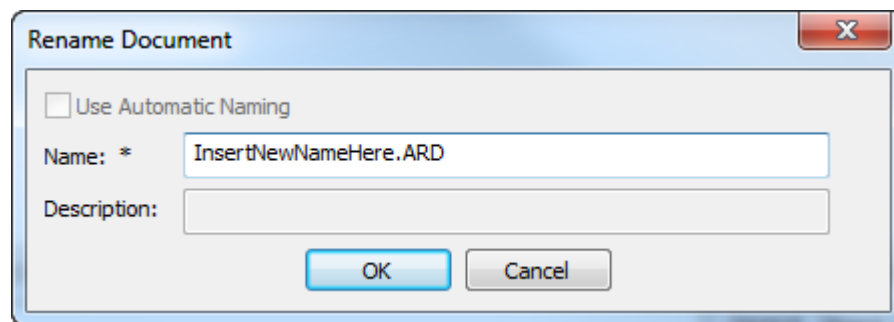 Rename Document
Use Automatic Naming
Name: * InsertNewNameHere.ARD
Description:
OK Cancel